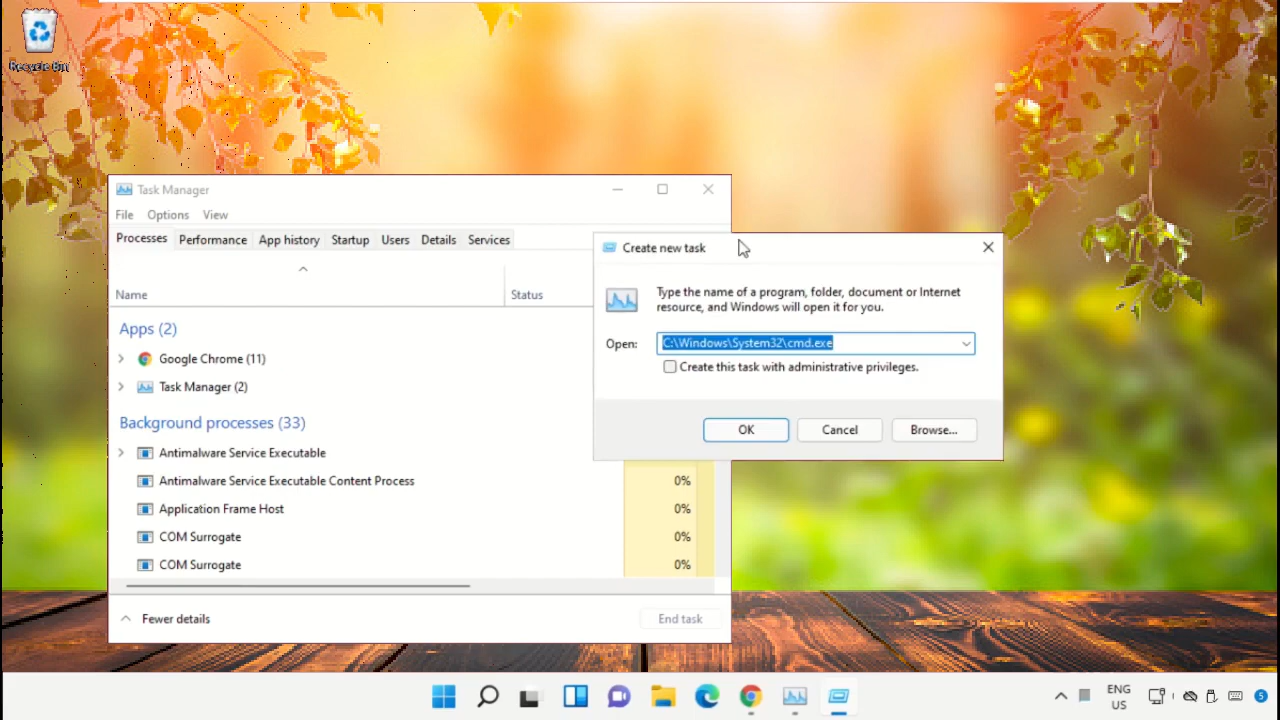 Recycle Bin
Task Manager
File Options View
Processes Performance App history Startup Users Details Services
Name Status
Apps (2)
Google Chrome (11)
Task Manager (2)
Background processes (33)
Antimalware Service Executable
Antimalware Service Executable Content Process 0%
Application Frame Host 0%
COM Surrogate 0%
COM Surrogate 0%
Fewer details End task
Create new task
Type the name of a program, folder, document or Internet
resource, and Windows will open it for you.
Open: C:\Windows\System32\cmd.exe
Create this task with administrative privileges.
OK Cancel Browse...
ENG
US
5